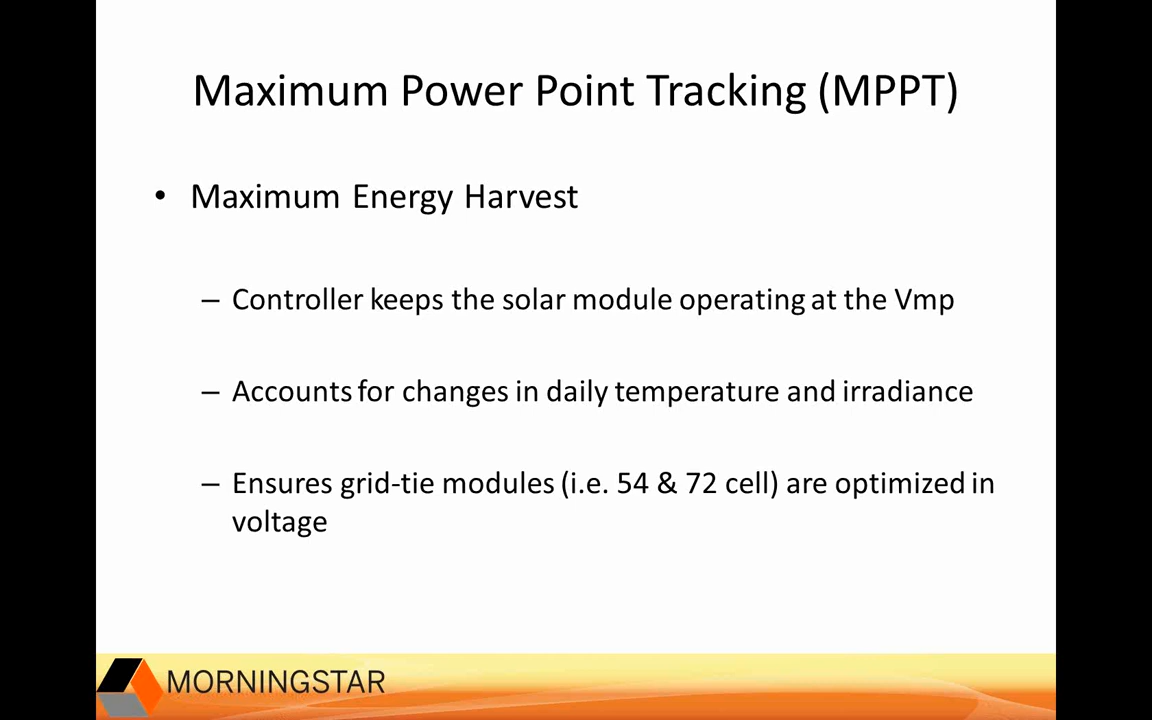 Maximum Power Point Tracking (MPPT)
• Maximum Energy Harvest
– Controller keeps the solar module operating at the Vmp
– Accounts for changes in daily temperature and irradiance
– Ensures grid-tie modules (i.e. 54 & 72 cell) are optimized in
voltage
MORNINGSTAR